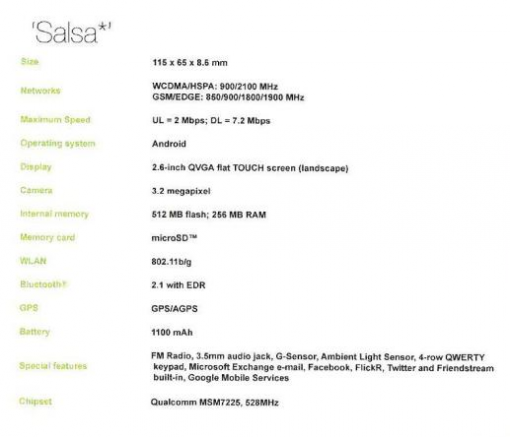 'Salsa*'
Size 115 x 65 x 8.6 mm
Networks WCDMA/HSPA: 900/2100 MHz
GSM/EDGE: 850/900/1800/1900 MHz
Maximum Speed UL = 2 Mbps; DL = 7.2 Mbps
Operating system Android
Display 2.6-inch QVGA flat TOUCH screen (landscape)
Camera 3.2 megapixel
Internal memory 512 MB flash; 256 MB RAM
Memory card microSD™
WLAN 802.11b/g
Bluetooth® 2.1 with EDR
GPS GPS/AGPS
Battery 1100 mAh
Special features FM Radio, 3.5mm audio jack, G-Sensor, Ambient Light Sensor, 4-row QWERTY
keypad, Microsoft Exchange e-mail, Facebook, FlickR, Twitter and Friendstream
built-in, Google Mobile Services
Chipset Qualcomm MSM7225, 528MHz